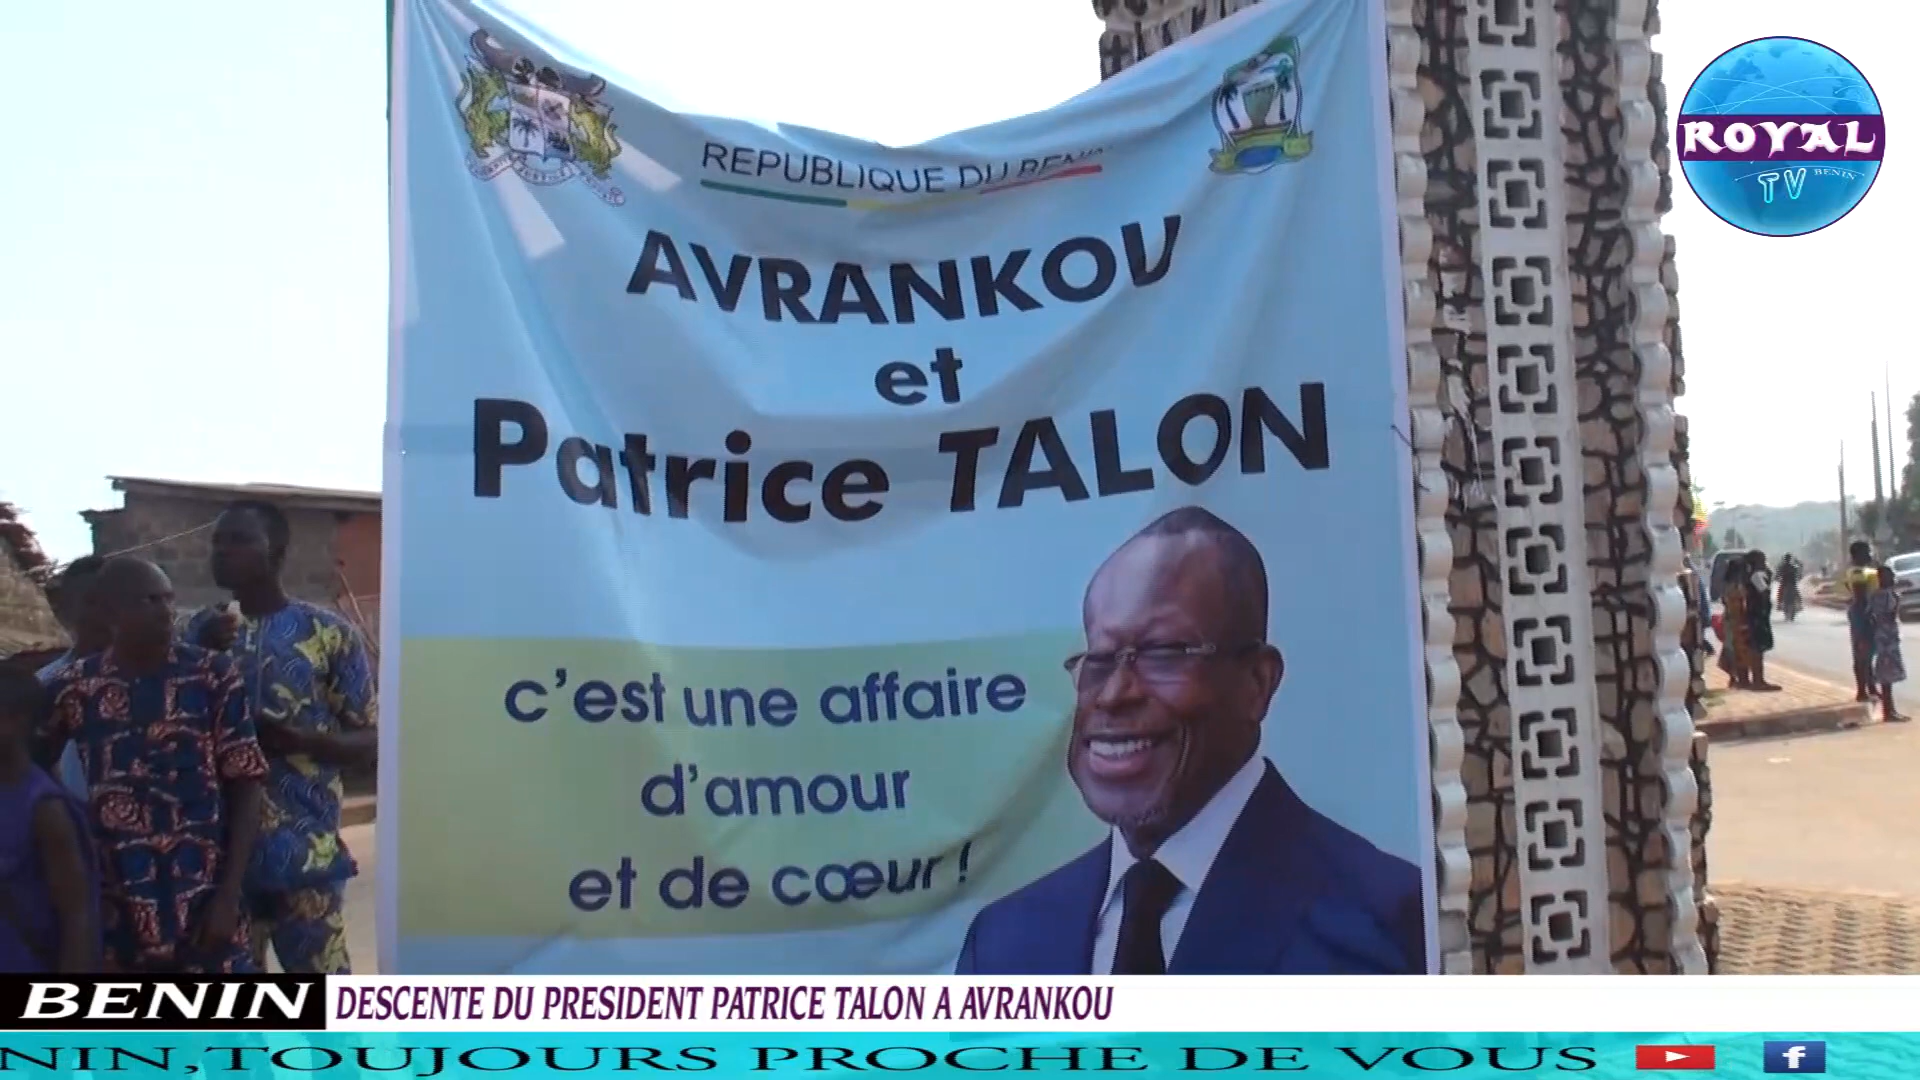 REPUBLIQUE DU BENIN
AVRANKOU
et
Patrice TALON
c'est une affaire
d'amour
et de cœur !
ROYAL
TV BENIN
BENIN
DESCENTE DU PRESIDENT PATRICE TALON A AVRANKOU
NIN,TOUJOURS PROCHE DE VOUS
f